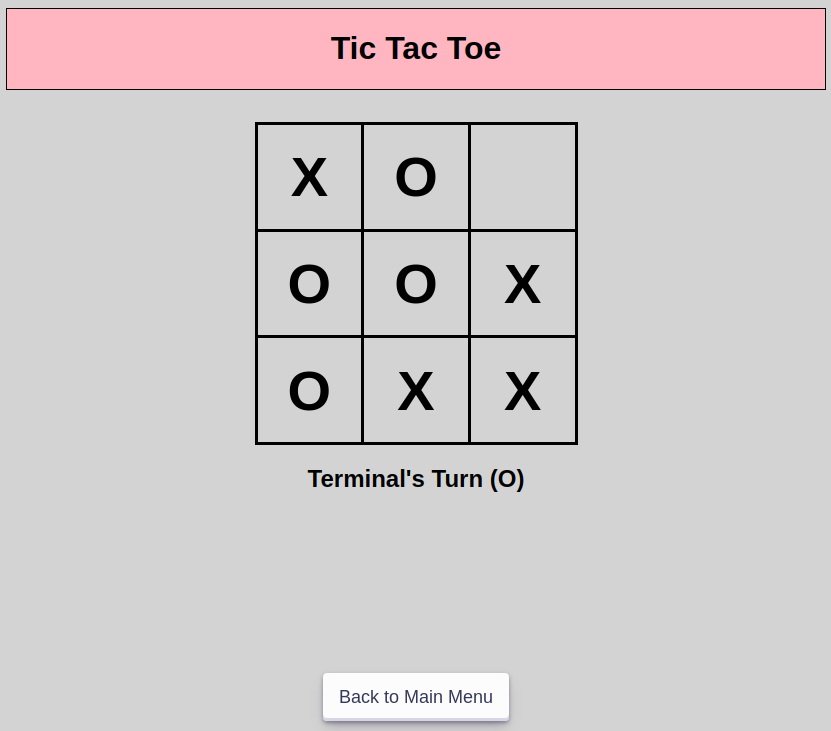 Tic Tac Toe
X O
O O X
O X X
Terminal's Turn (O)
Back to Main Menu